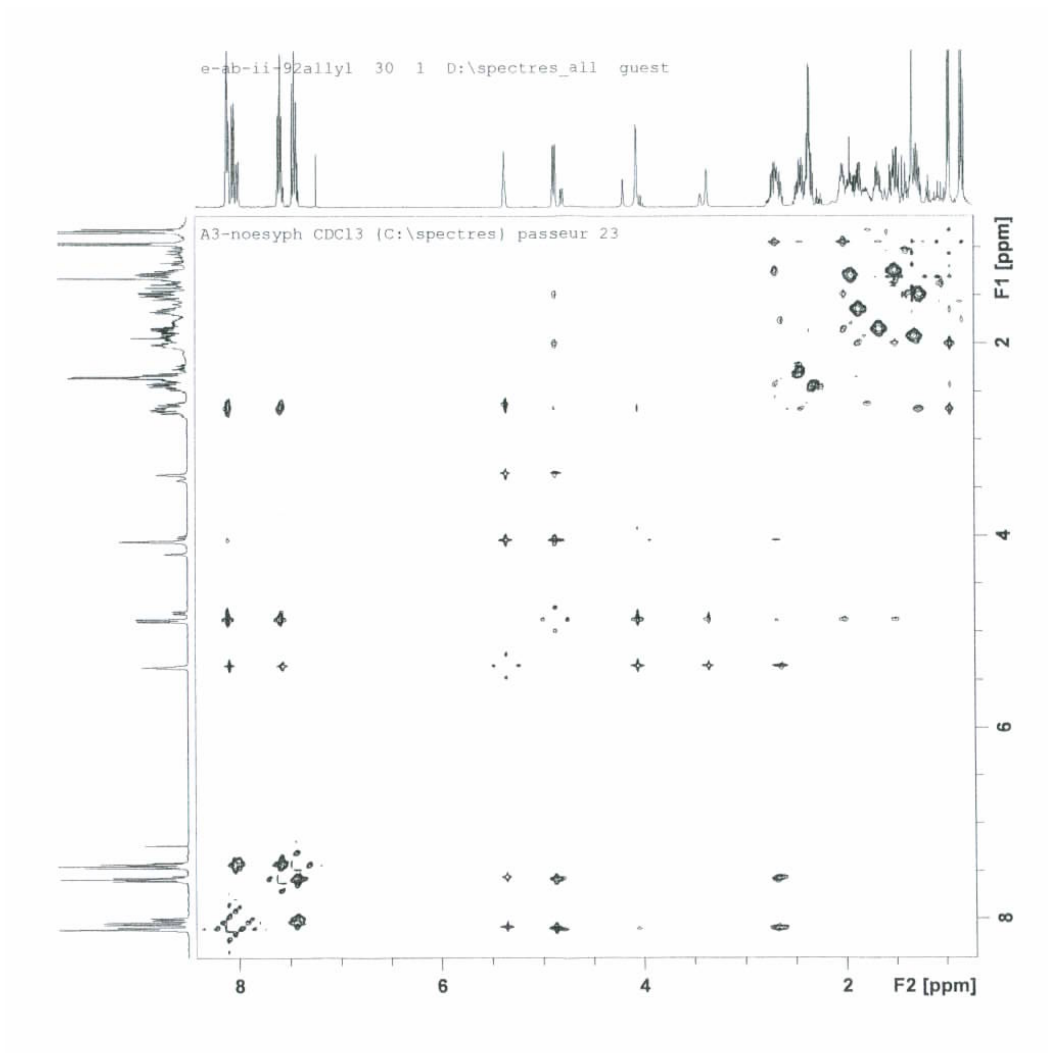 e-ab-ii-92allyl 30 1 D:\spectres_all guest
A3-noesyph CDCl3 (C:\spectres) passeur 23
F1 [ppm]
2
4
6
8
8 6 4 2 F2 [ppm]